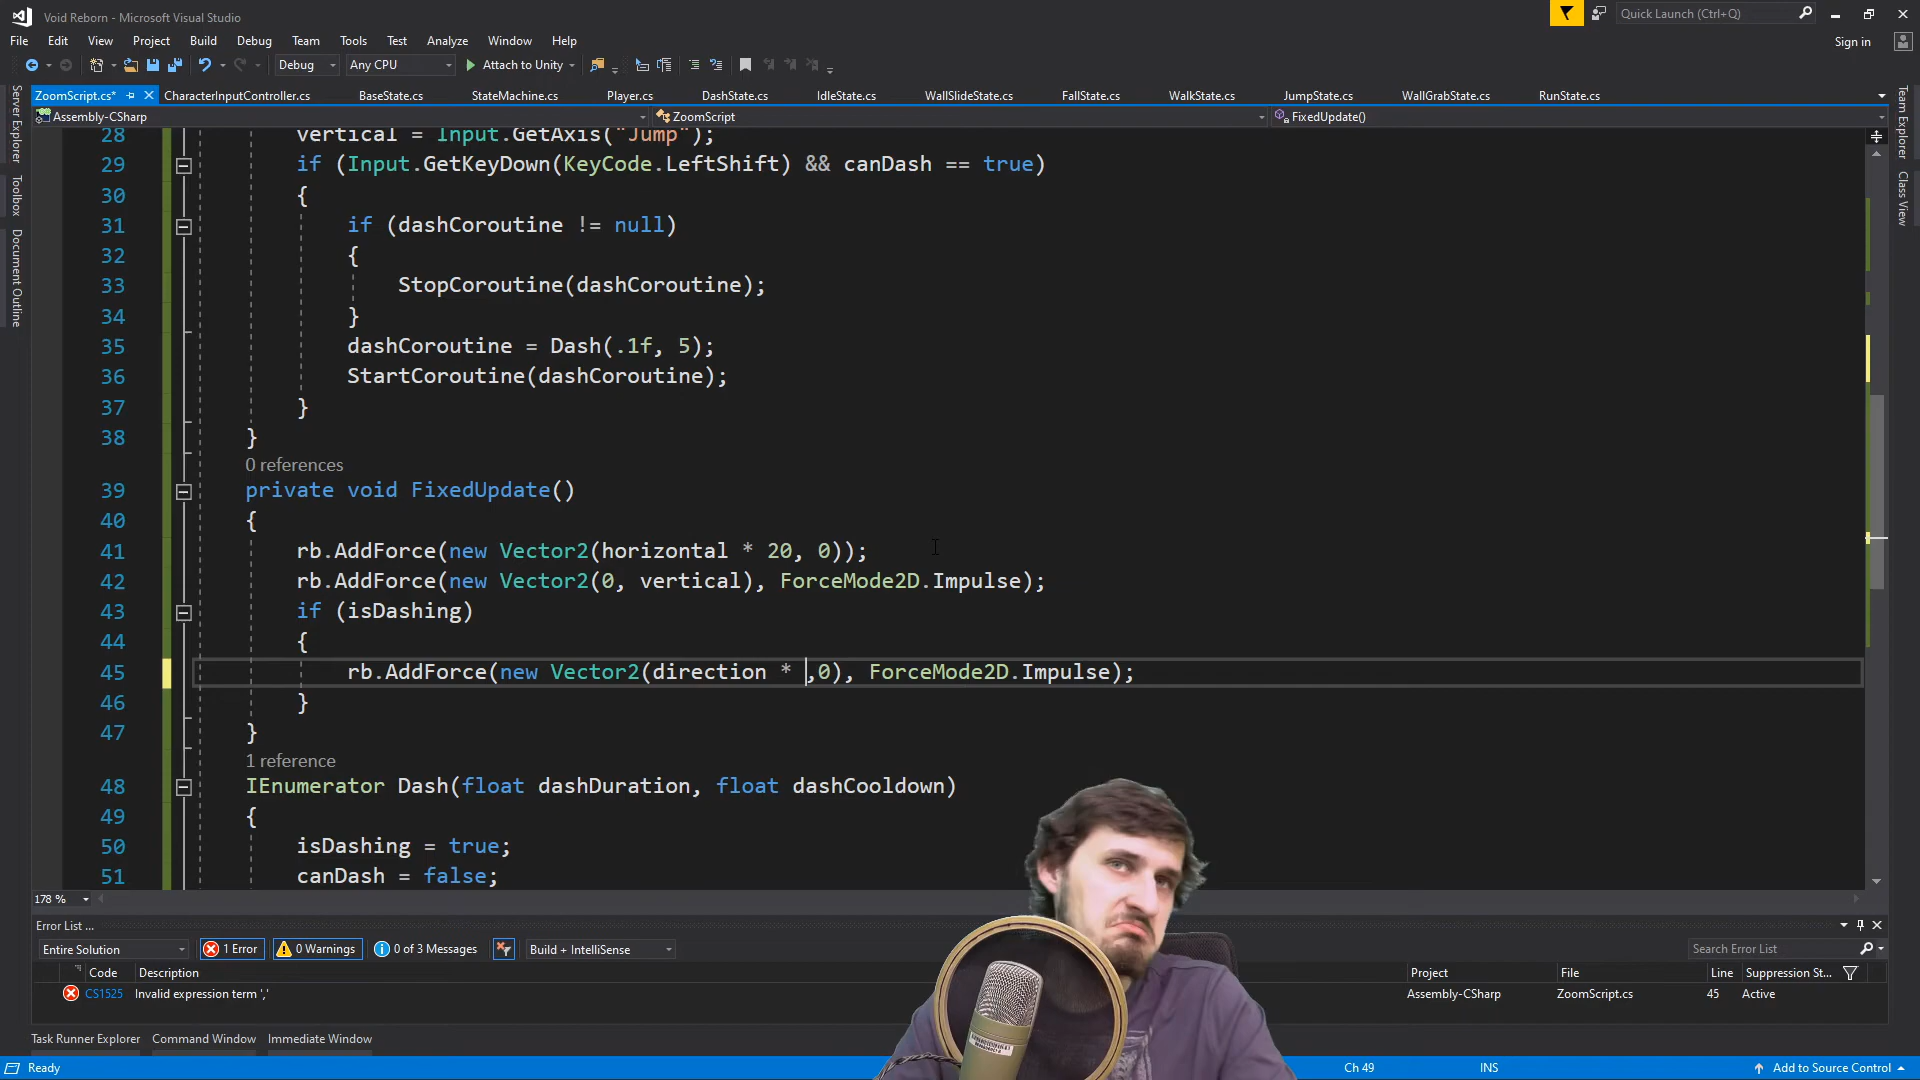 Void Reborn - Microsoft Visual Studio
Quick Launch (Ctrl+Q)
File Edit View Project Build Debug Team Tools Test Analyze Window Help
Sign in
Debug Any CPU Attach to Unity
ZoomScript.cs* CharacterInputController.cs BaseState.cs StateMachine.cs Player.cs DashState.cs IdleState.cs WallSlideState.cs FallState.cs WalkState.cs JumpState.cs WallGrabState.cs RunState.cs
Assembly-CSharp ZoomScript FixedUpdate()
Server Explorer
Toolbox
Document Outline
Team Explorer
Class View
28 vertical = Input.GetAxis("Jump");
29 if (Input.GetKeyDown(KeyCode.LeftShift) && canDash == true)
30 {
31 if (dashCoroutine != null)
32 {
33 StopCoroutine(dashCoroutine);
34 }
35 dashCoroutine = Dash(.1f, 5);
36 StartCoroutine(dashCoroutine);
37 }
38 }
0 references
39 private void FixedUpdate()
40 {
41 rb.AddForce(new Vector2(horizontal * 20, 0));
42 rb.AddForce(new Vector2(0, vertical), ForceMode2D.Impulse);
43 if (isDashing)
44 {
45 rb.AddForce(new Vector2(direction * ,0), ForceMode2D.Impulse);
46 }
47 }
1 reference
48 IEnumerator Dash(float dashDuration, float dashCooldown)
49 {
50 isDashing = true;
51 canDash = false;
178 %
Error List ...
Entire Solution 1 Error 0 Warnings 0 of 3 Messages Build + IntelliSense Search Error List
Code Description Project File Line Suppression St...
CS1525 Invalid expression term ',' Assembly-CSharp ZoomScript.cs 45 Active
Task Runner Explorer Command Window Immediate Window
Ready Ch 49 INS Add to Source Control